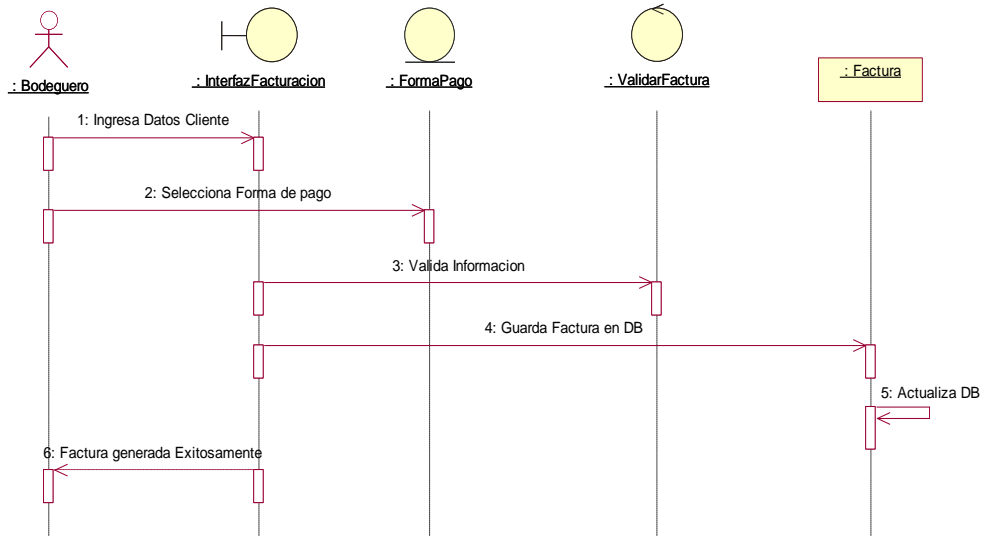 : Bodeguero
: InterfazFacturacion
: FormaPago
: ValidarFactura
: Factura
1: Ingresa Datos Cliente
2: Selecciona Forma de pago
3: Valida Informacion
4: Guarda Factura en DB
5: Actualiza DB
6: Factura generada Exitosamente